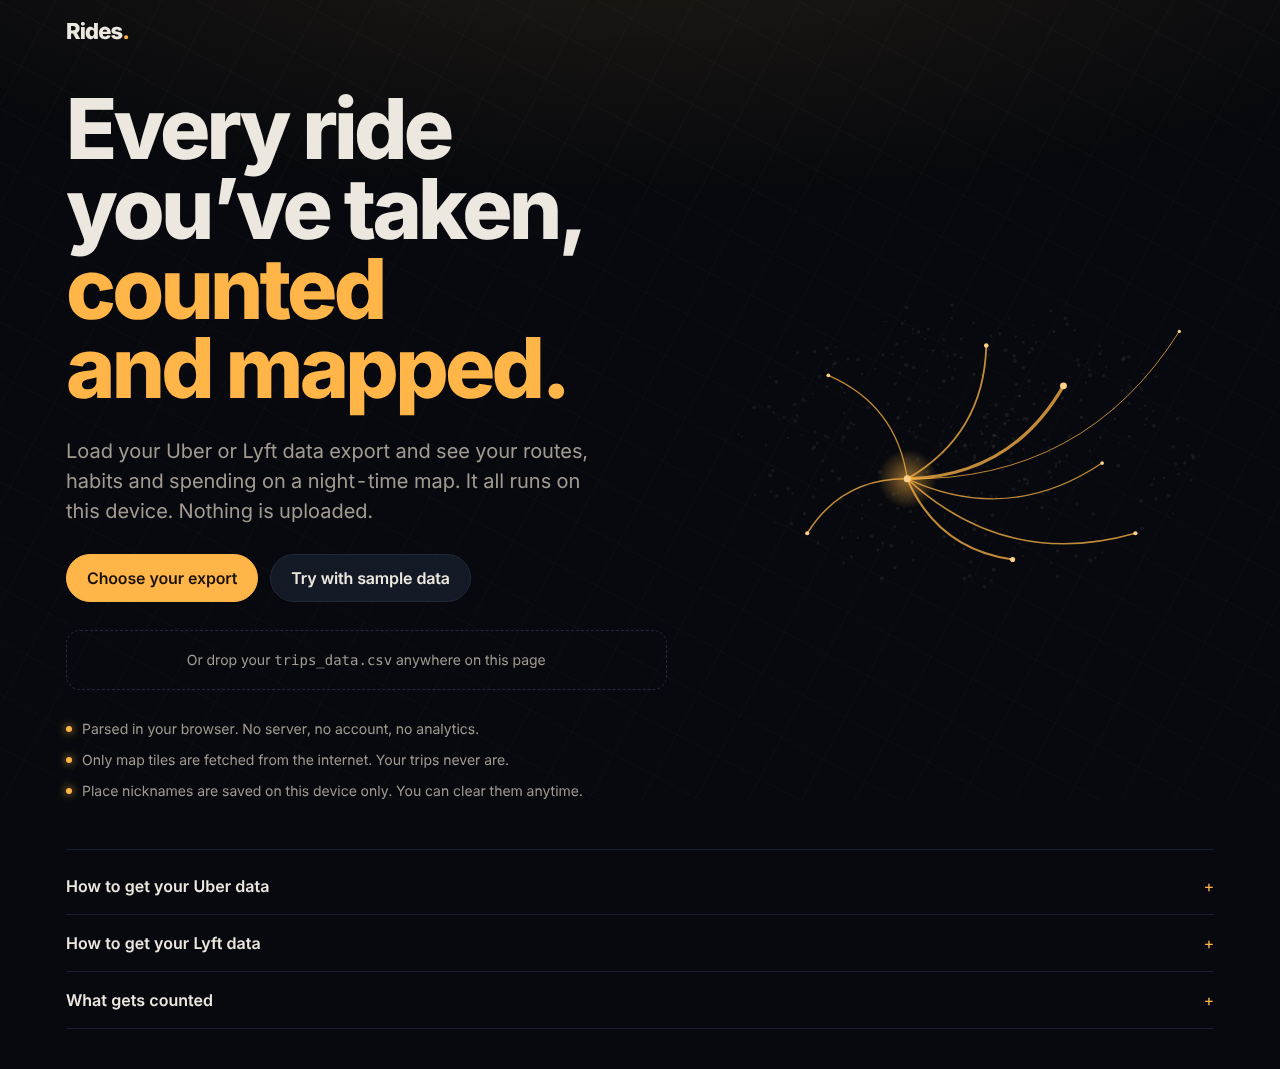 Rides.
Every ride
you’ve taken,
counted
and mapped.
Load your Uber or Lyft data export and see your routes,
habits and spending on a night-time map. It all runs on
this device. Nothing is uploaded.
Choose your export
Try with sample data
Or drop your trips_data.csv anywhere on this page
Parsed in your browser. No server, no account, no analytics.
Only map tiles are fetched from the internet. Your trips never are.
Place nicknames are saved on this device only. You can clear them anytime.
How to get your Uber data +
How to get your Lyft data +
What gets counted +